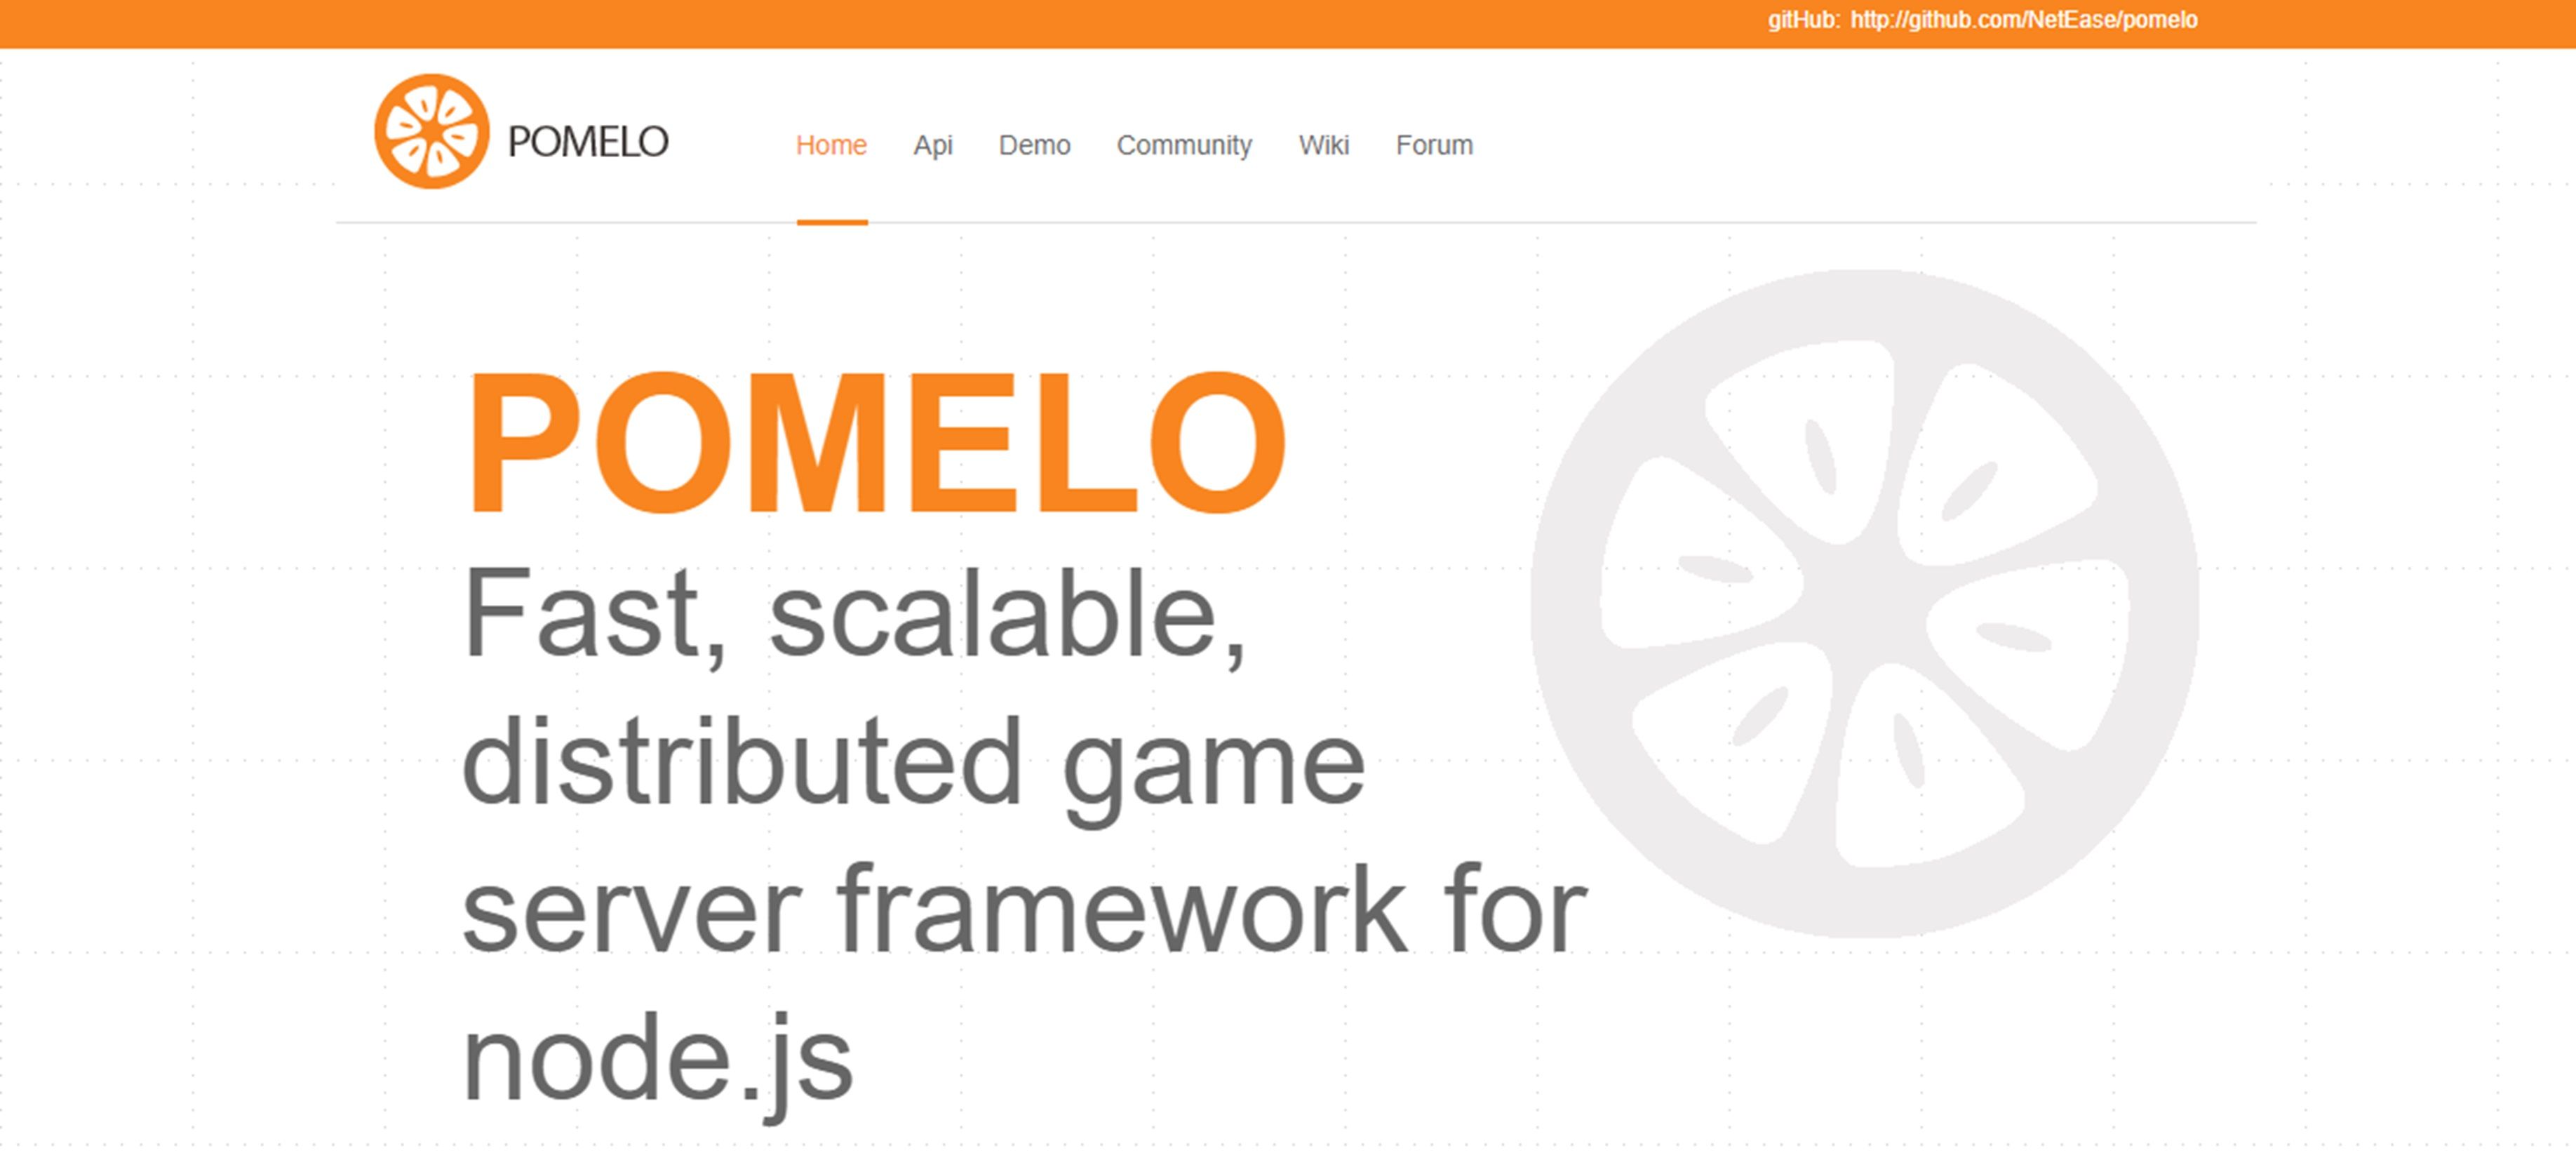 gitHub: http://github.com/NetEase/pomelo
POMELO
Home Api Demo Community Wiki Forum
POMELO
Fast, scalable,
distributed game
server framework for
node.js